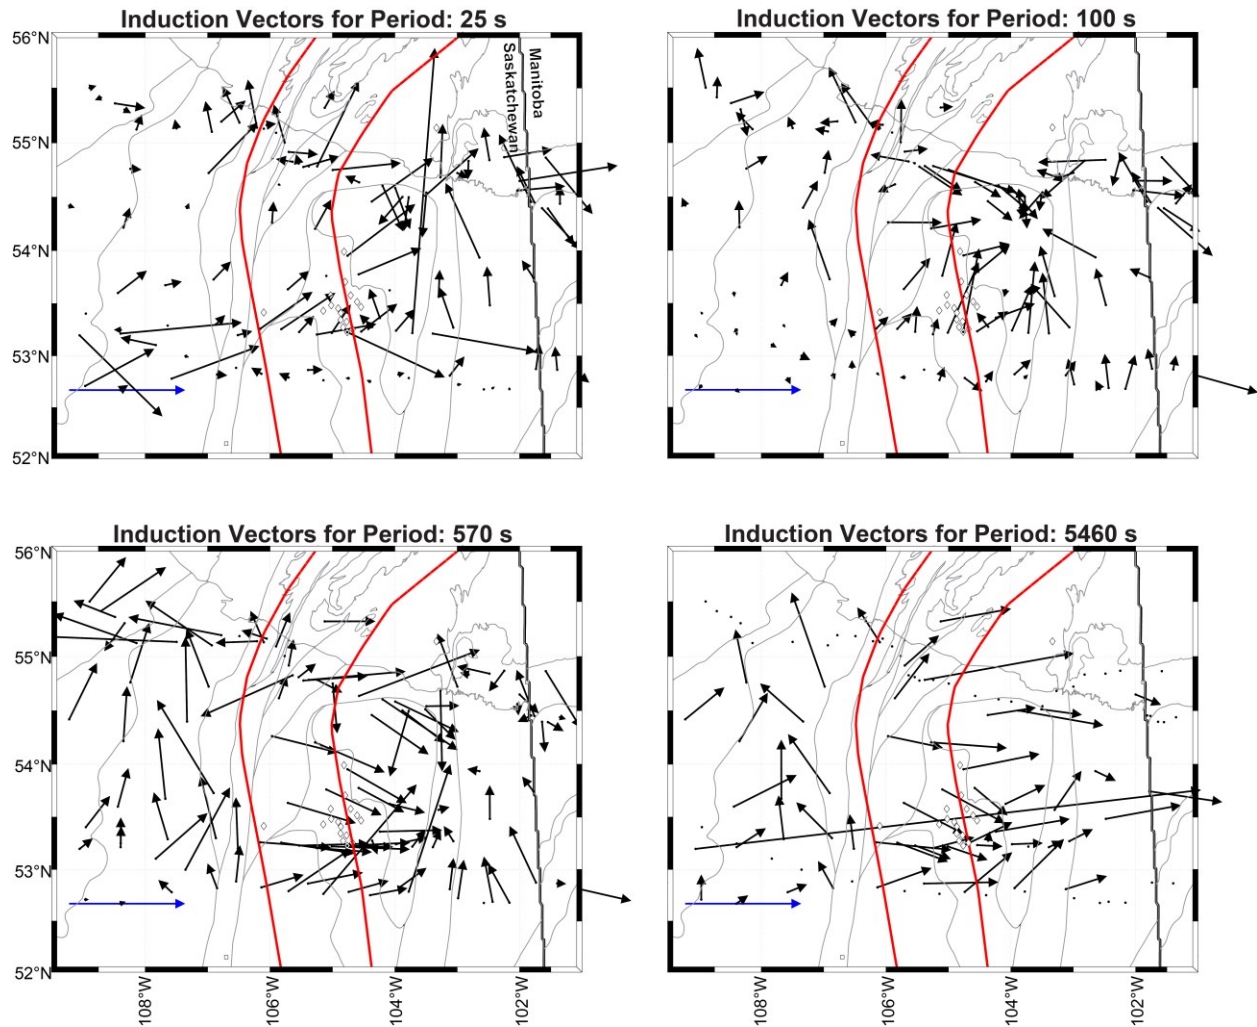 Induction Vectors for Period: 25 s
Induction Vectors for Period: 100 s
56°N
55°N
54°N
53°N
52°N
Saskatchewan
Manitoba
Induction Vectors for Period: 570 s
Induction Vectors for Period: 5460 s
56°N
55°N
54°N
53°N
52°N
108°W
106°W
104°W
102°W
108°W
106°W
104°W
102°W